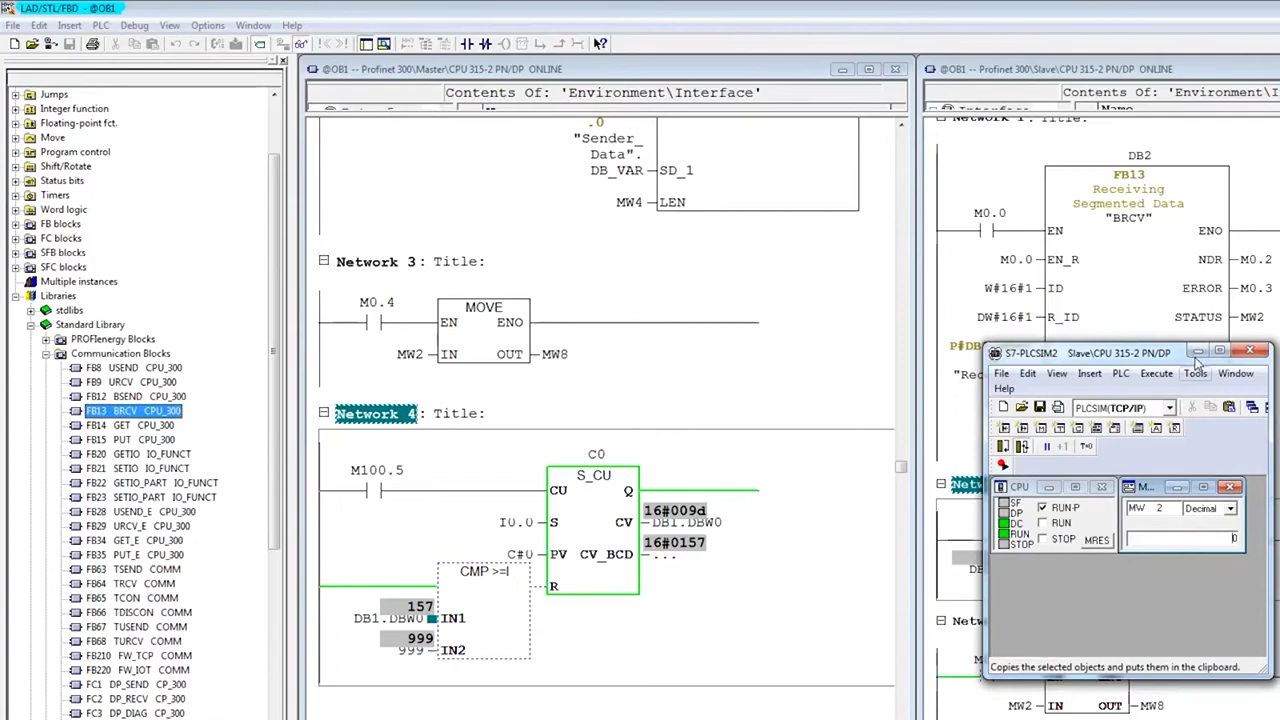 LAD/STL/FBD - @OB1
File Edit Insert PLC Debug View Options Window Help
Jumps
Integer function
Floating-point fct.
Move
Program control
Shift/Rotate
Status bits
Timers
Word logic
FB blocks
FC blocks
SFB blocks
SFC blocks
Multiple instances
Libraries
stdlibs
Standard Library
PROFIenergy Blocks
Communication Blocks
FB8 USEND CPU_300
FB9 URCV CPU_300
FB12 BSEND CPU_300
FB13 BRCV CPU_300
FB14 GET CPU_300
FB15 PUT CPU_300
FB20 GETIO IO_FUNCT
FB21 SETIO IO_FUNCT
FB22 GETIO_PART IO_FUNCT
FB23 SETIO_PART IO_FUNCT
FB28 USEND_E CPU_300
FB29 URCV_E CPU_300
FB34 GET_E CPU_300
FB35 PUT_E CPU_300
FB63 TSEND COMM
FB64 TRCV COMM
FB65 TCON COMM
FB66 TDISCON COMM
FB67 TUSEND COMM
FB68 TURCV COMM
FB210 FW_TCP COMM
FB220 FW_IOT COMM
FC1 DP_SEND CP_300
FC2 DP_RECV CP_300
FC3 DP_DIAG CP_300
@OB1 -- Profinet 300\Master\CPU 315-2 PN/DP ONLINE
Contents Of: 'Environment\Interface'
.0
"Sender_
Data".
DB_VAR SD_1
MW4 LEN
Network 3: Title:
M0.4
MOVE
EN ENO
MW2 IN OUT MW8
Network 4: Title:
C0
M100.5
S_CU
CU Q
16#009d
I0.0 S CV DB1.DBW0
16#0157
C#0 PV CV_BCD ...
CMP >=I
R
157
DB1.DBW0 IN1
999
999 IN2
@OB1 -- Profinet 300\Slave\CPU 315-2 PN/DP ONLINE
Contents Of: 'Environment\I
Interface Name
Network 1: Title:
DB2
FB13
Receiving
Segmented Data
"BRCV"
M0.0
EN ENO
M0.0 EN_R NDR M0.2
W#16#1 ID ERROR M0.3
DW#16#1 R_ID STATUS MW2
P#DB
"Rec
S7-PLCSIM2 Slave\CPU 315-2 PN/DP
File Edit View Insert PLC Execute Tools Window
Help
PLCSIM(TCP/IP)
+1 T=0
CPU
SF
DP
DC
RUN
STOP
RUN-P
RUN
STOP MRES
M...
MW 2 Decimal
0
Copies the selected objects and puts them in the clipboard.
Netw
DB
Netw
M
MW2 IN OUT MW8